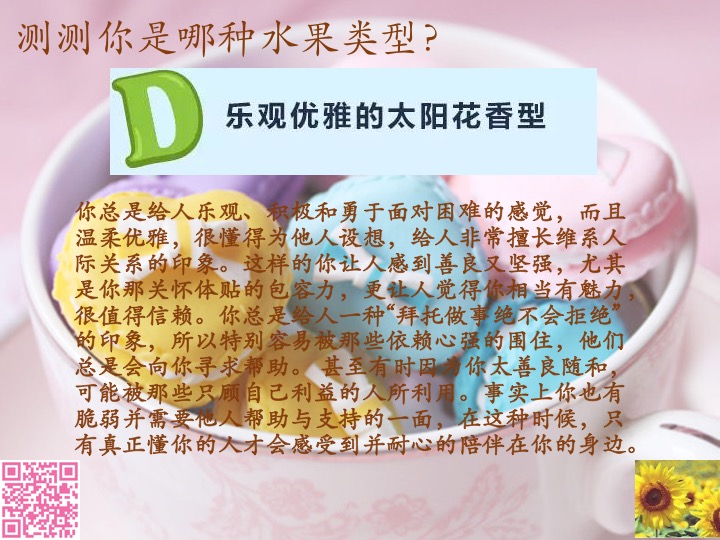 测测你是哪种水果类型?
D
乐观优雅的太阳花香型
你总是给人乐观、积极和勇于面对困难的感觉，而且
温柔优雅，很懂得为他人设想，给人非常擅长维系人
际关系的印象。这样的你让人感到善良又坚强，尤其
是你那关怀体贴的包容力，更让人觉得你相当有魅力，
很值得信赖。你总是给人一种“拜托做事绝不会拒绝”
的印象，所以特别容易被那些依赖心强的围住，他们
总是会向你寻求帮助。 甚至有时因为你太善良随和，
可能被那些只顾自己利益的人所利用。事实上你也有
脆弱并需要他人帮助与支持的一面，在这种时候，只
有真正懂你的人才会感受到并耐心的陪伴在你的身边。